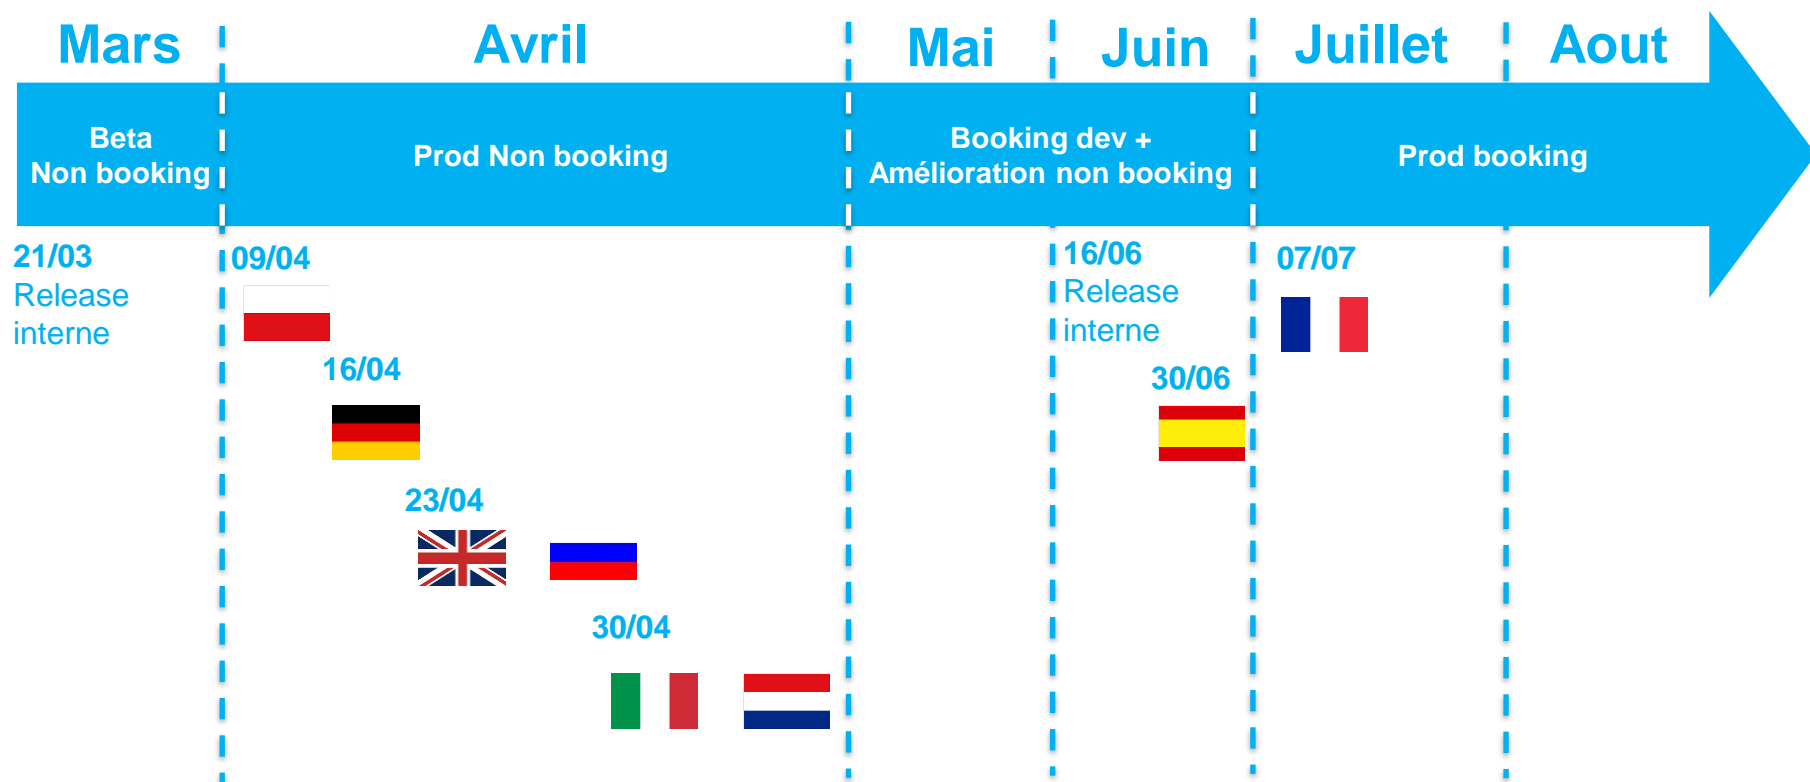 Mars
Avril
Mai
Juin
Juillet
Aout
Beta
Non booking
Prod Non booking
Booking dev +
Amélioration non booking
Prod booking
21/03
Release
interne
09/04
16/04
23/04
30/04
16/06
Release
interne
30/06
07/07